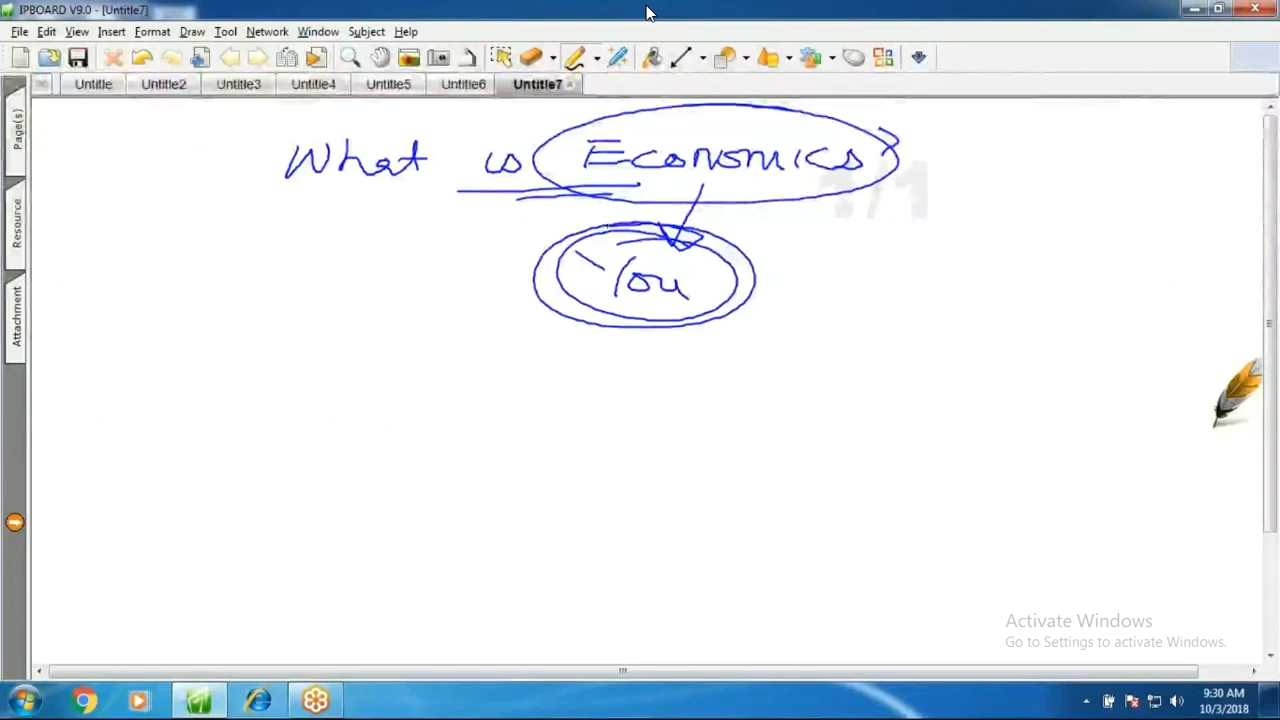 IPBOARD V9.0 - [Untitle7]
File Edit View Insert Format Draw Tool Network Window Subject Help
Untitle Untitle2 Untitle3 Untitle4 Untitle5 Untitle6 Untitle7
Page(s)
Resource
Attachment
What is Economics?
1/1
You
Activate Windows
Go to Settings to activate Windows.
9:30 AM
10/3/2018